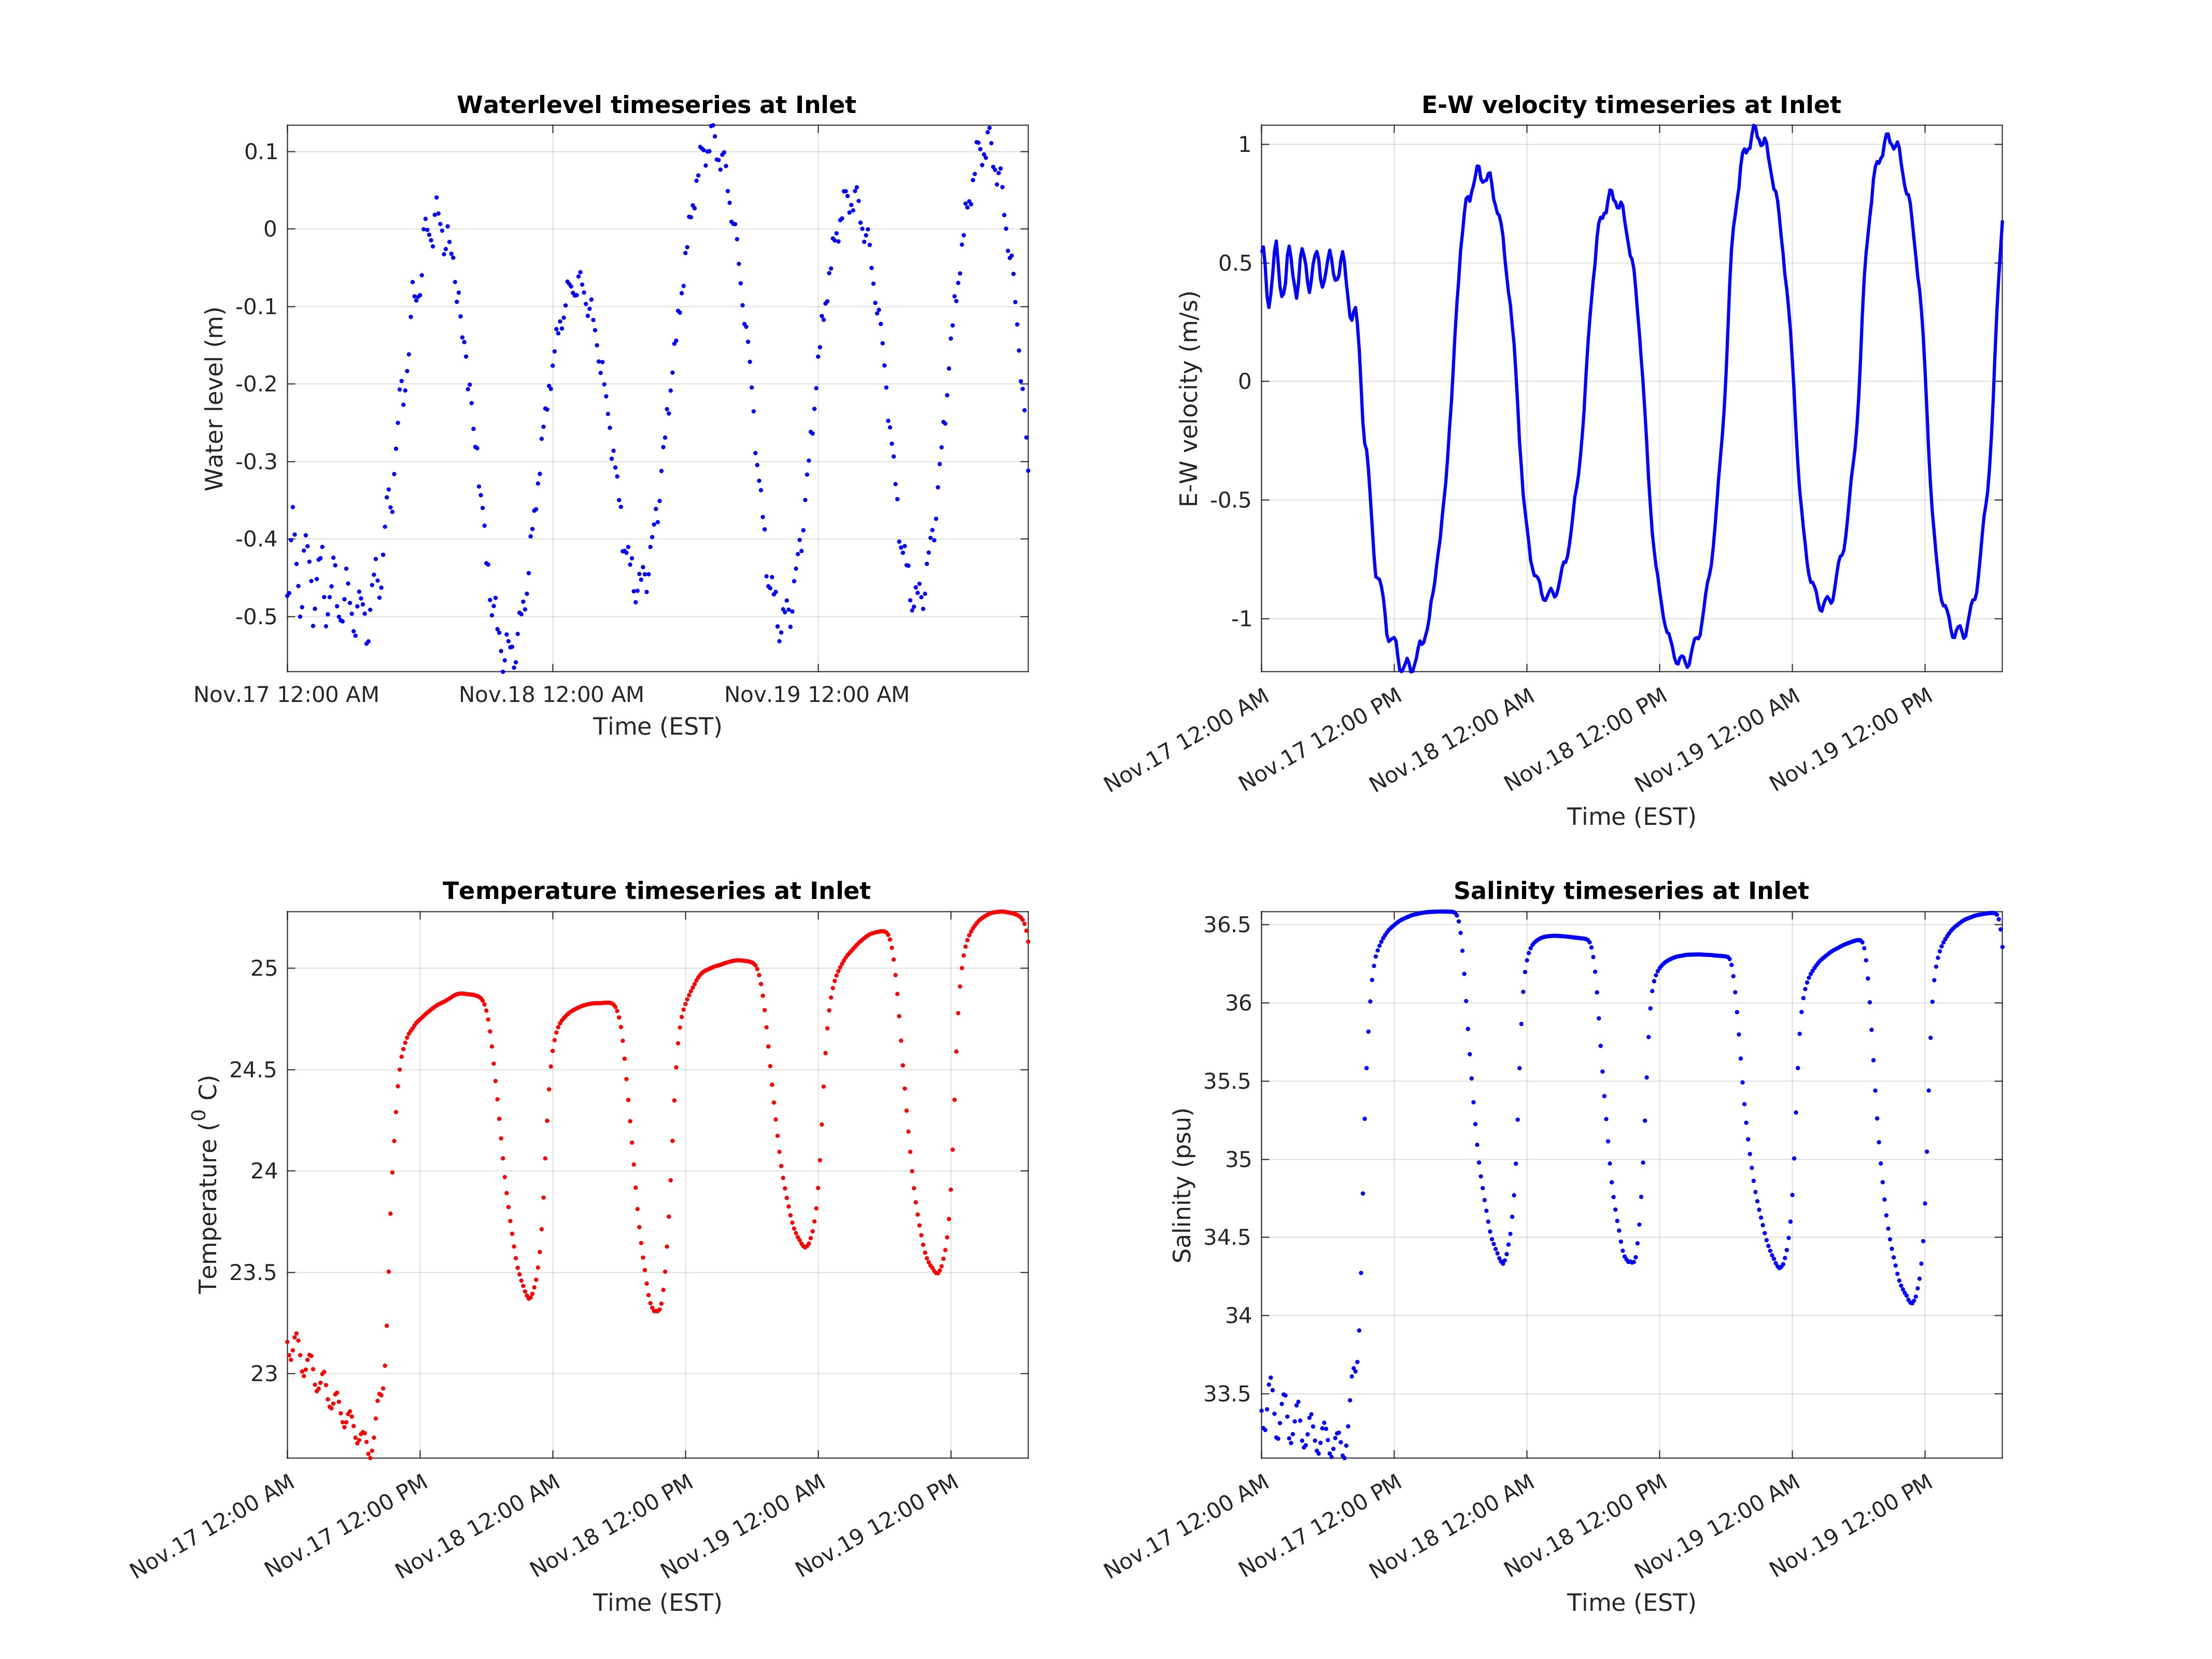 Waterlevel timeseries at Inlet
0.1
0
-0.1
-0.2
-0.3
-0.4
-0.5
Water level (m)
Nov.17 12:00 AM
Nov.18 12:00 AM
Nov.19 12:00 AM
Time (EST)
E-W velocity timeseries at Inlet
1
0.5
0
-0.5
-1
E-W velocity (m/s)
Nov.17 12:00 AM
Nov.17 12:00 PM
Nov.18 12:00 AM
Nov.18 12:00 PM
Nov.19 12:00 AM
Nov.19 12:00 PM
Time (EST)
Temperature timeseries at Inlet
25
24.5
24
23.5
23
Temperature (⁰ C)
Nov.17 12:00 AM
Nov.17 12:00 PM
Nov.18 12:00 AM
Nov.18 12:00 PM
Nov.19 12:00 AM
Nov.19 12:00 PM
Time (EST)
Salinity timeseries at Inlet
36.5
36
35.5
35
34.5
34
33.5
Salinity (psu)
Nov.17 12:00 AM
Nov.17 12:00 PM
Nov.18 12:00 AM
Nov.18 12:00 PM
Nov.19 12:00 AM
Nov.19 12:00 PM
Time (EST)